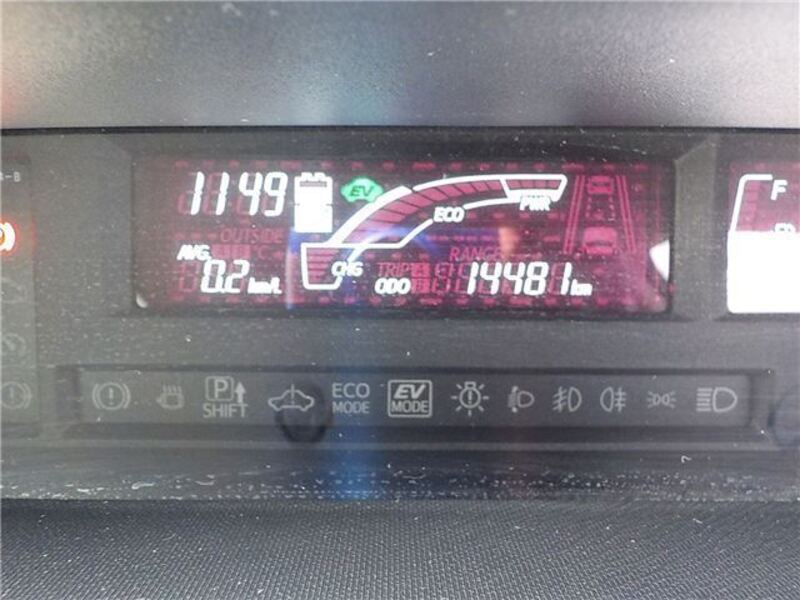 1149
EV
F
ECO
PWR
OUTSIDE
°C
RANGE
AVG.
0.2 km/L
CHG
TRIP
ODO
14481 km
P
SHIFT
ECO
MODE
EV
MODE